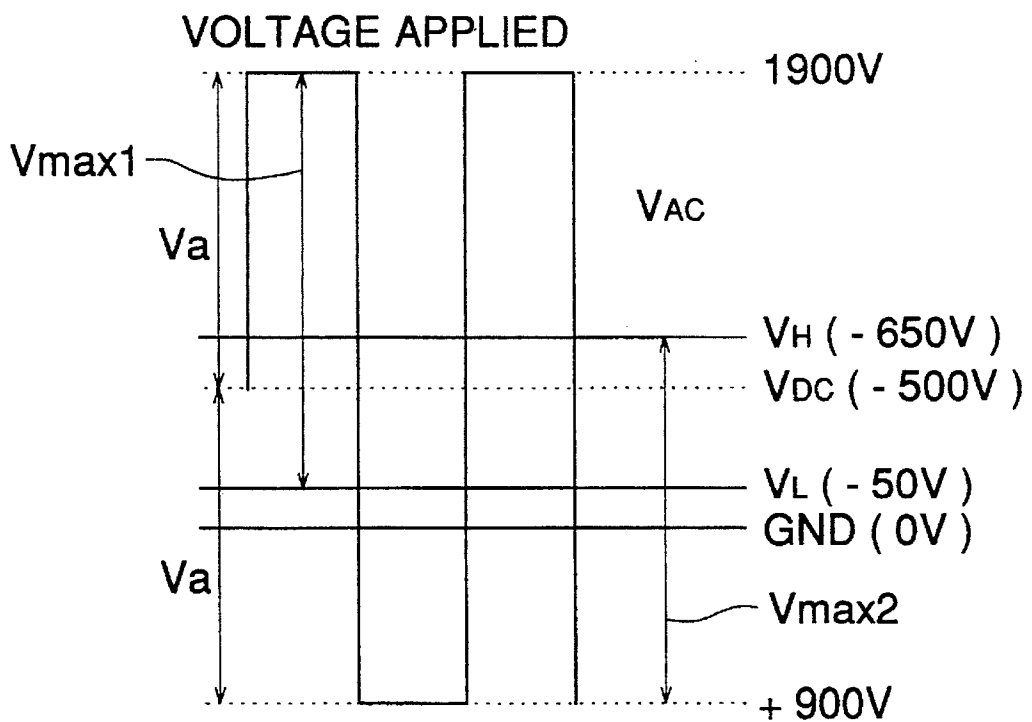 VOLTAGE APPLIED
1900V
Vmax1
VAC
Va
VH ( - 650V )
VDC ( - 500V )
VL ( - 50V )
GND ( 0V )
Va
Vmax2
+ 900V